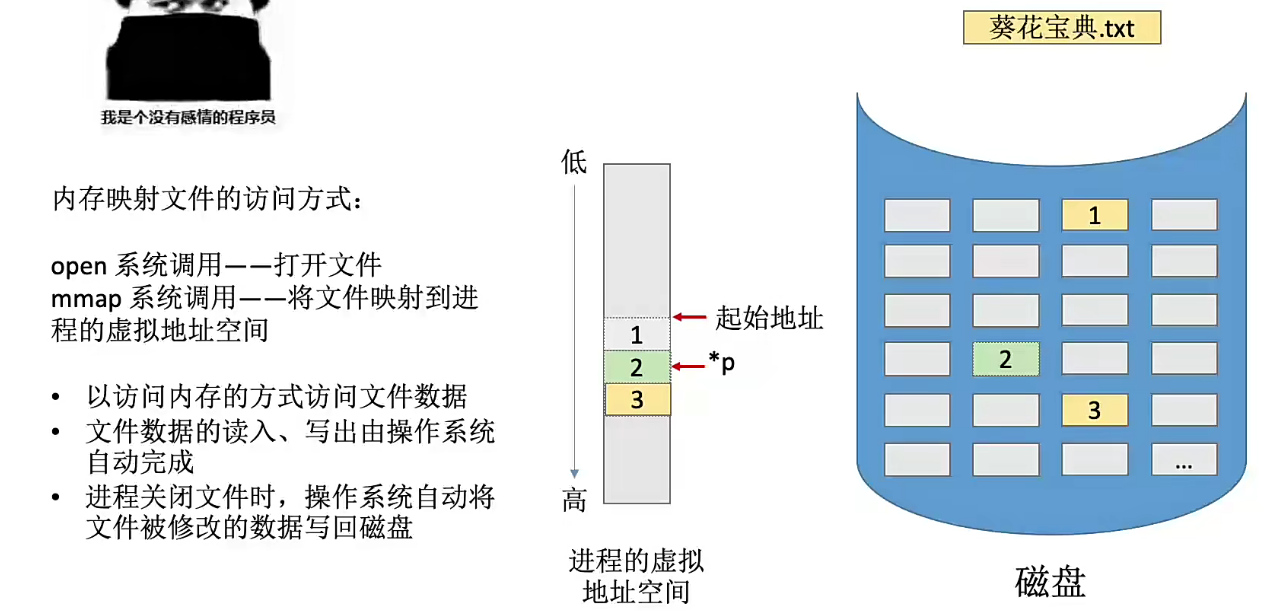 我是个没有感情的程序员
内存映射文件的访问方式：
open 系统调用——打开文件
mmap 系统调用——将文件映射到进
程的虚拟地址空间
• 以访问内存的方式访问文件数据
• 文件数据的读入、写出由操作系统
自动完成
• 进程关闭文件时，操作系统自动将
文件被修改的数据写回磁盘
低
起始地址
1
2
*p
3
高
进程的虚拟
地址空间
葵花宝典.txt
1
2
3
...
磁盘